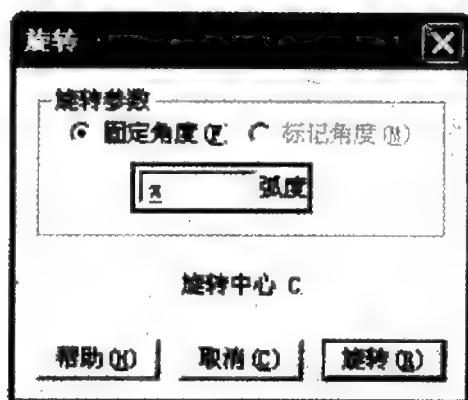 旋转
旋转参数
固定角度(F) 标记角度(M)
π 弧度
旋转中心 C
帮助(H) 取消(C) 旋转(R)